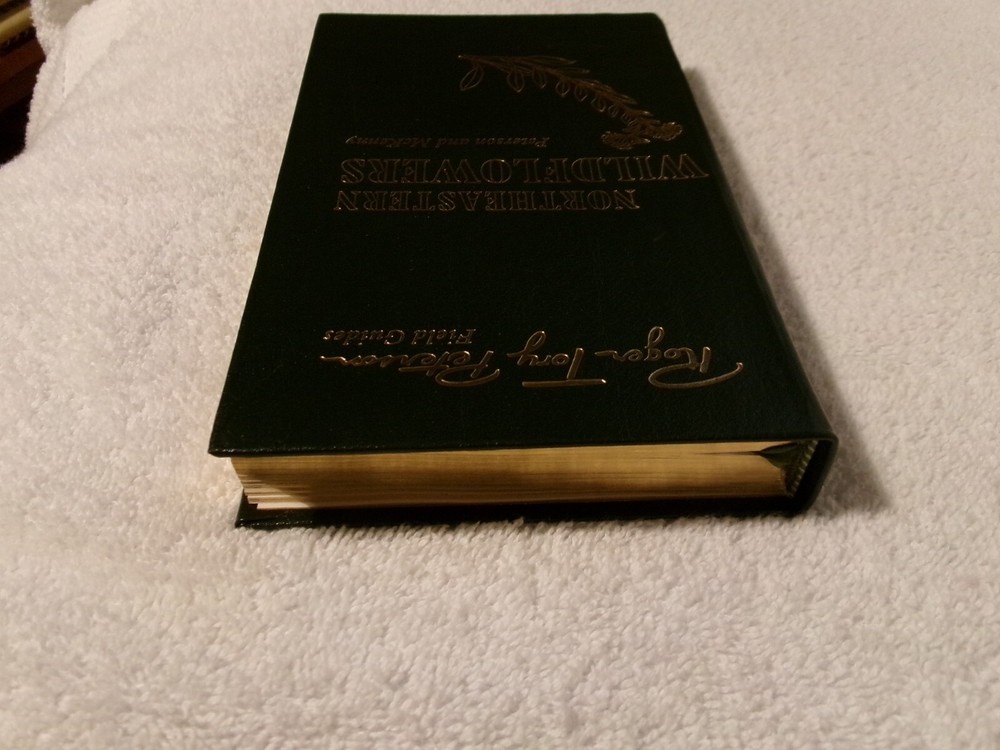 Roger Tory Peterson
Field Guides
NORTHEASTERN
WILDFLOWERS
Peterson and McKenny